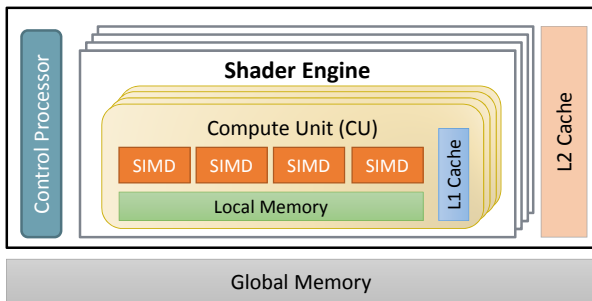 Control Processor
Shader Engine
Compute Unit (CU)
SIMD SIMD SIMD SIMD
Local Memory
L1 Cache
L2 Cache
Global Memory